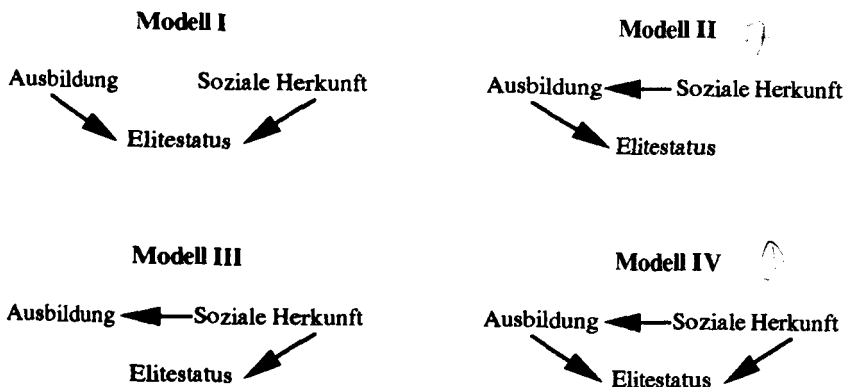 Modell I
Ausbildung Soziale Herkunft
Elitestatus
Modell II
Ausbildung Soziale Herkunft
Elitestatus
Modell III
Ausbildung Soziale Herkunft
Elitestatus
Modell IV
Ausbildung Soziale Herkunft
Elitestatus